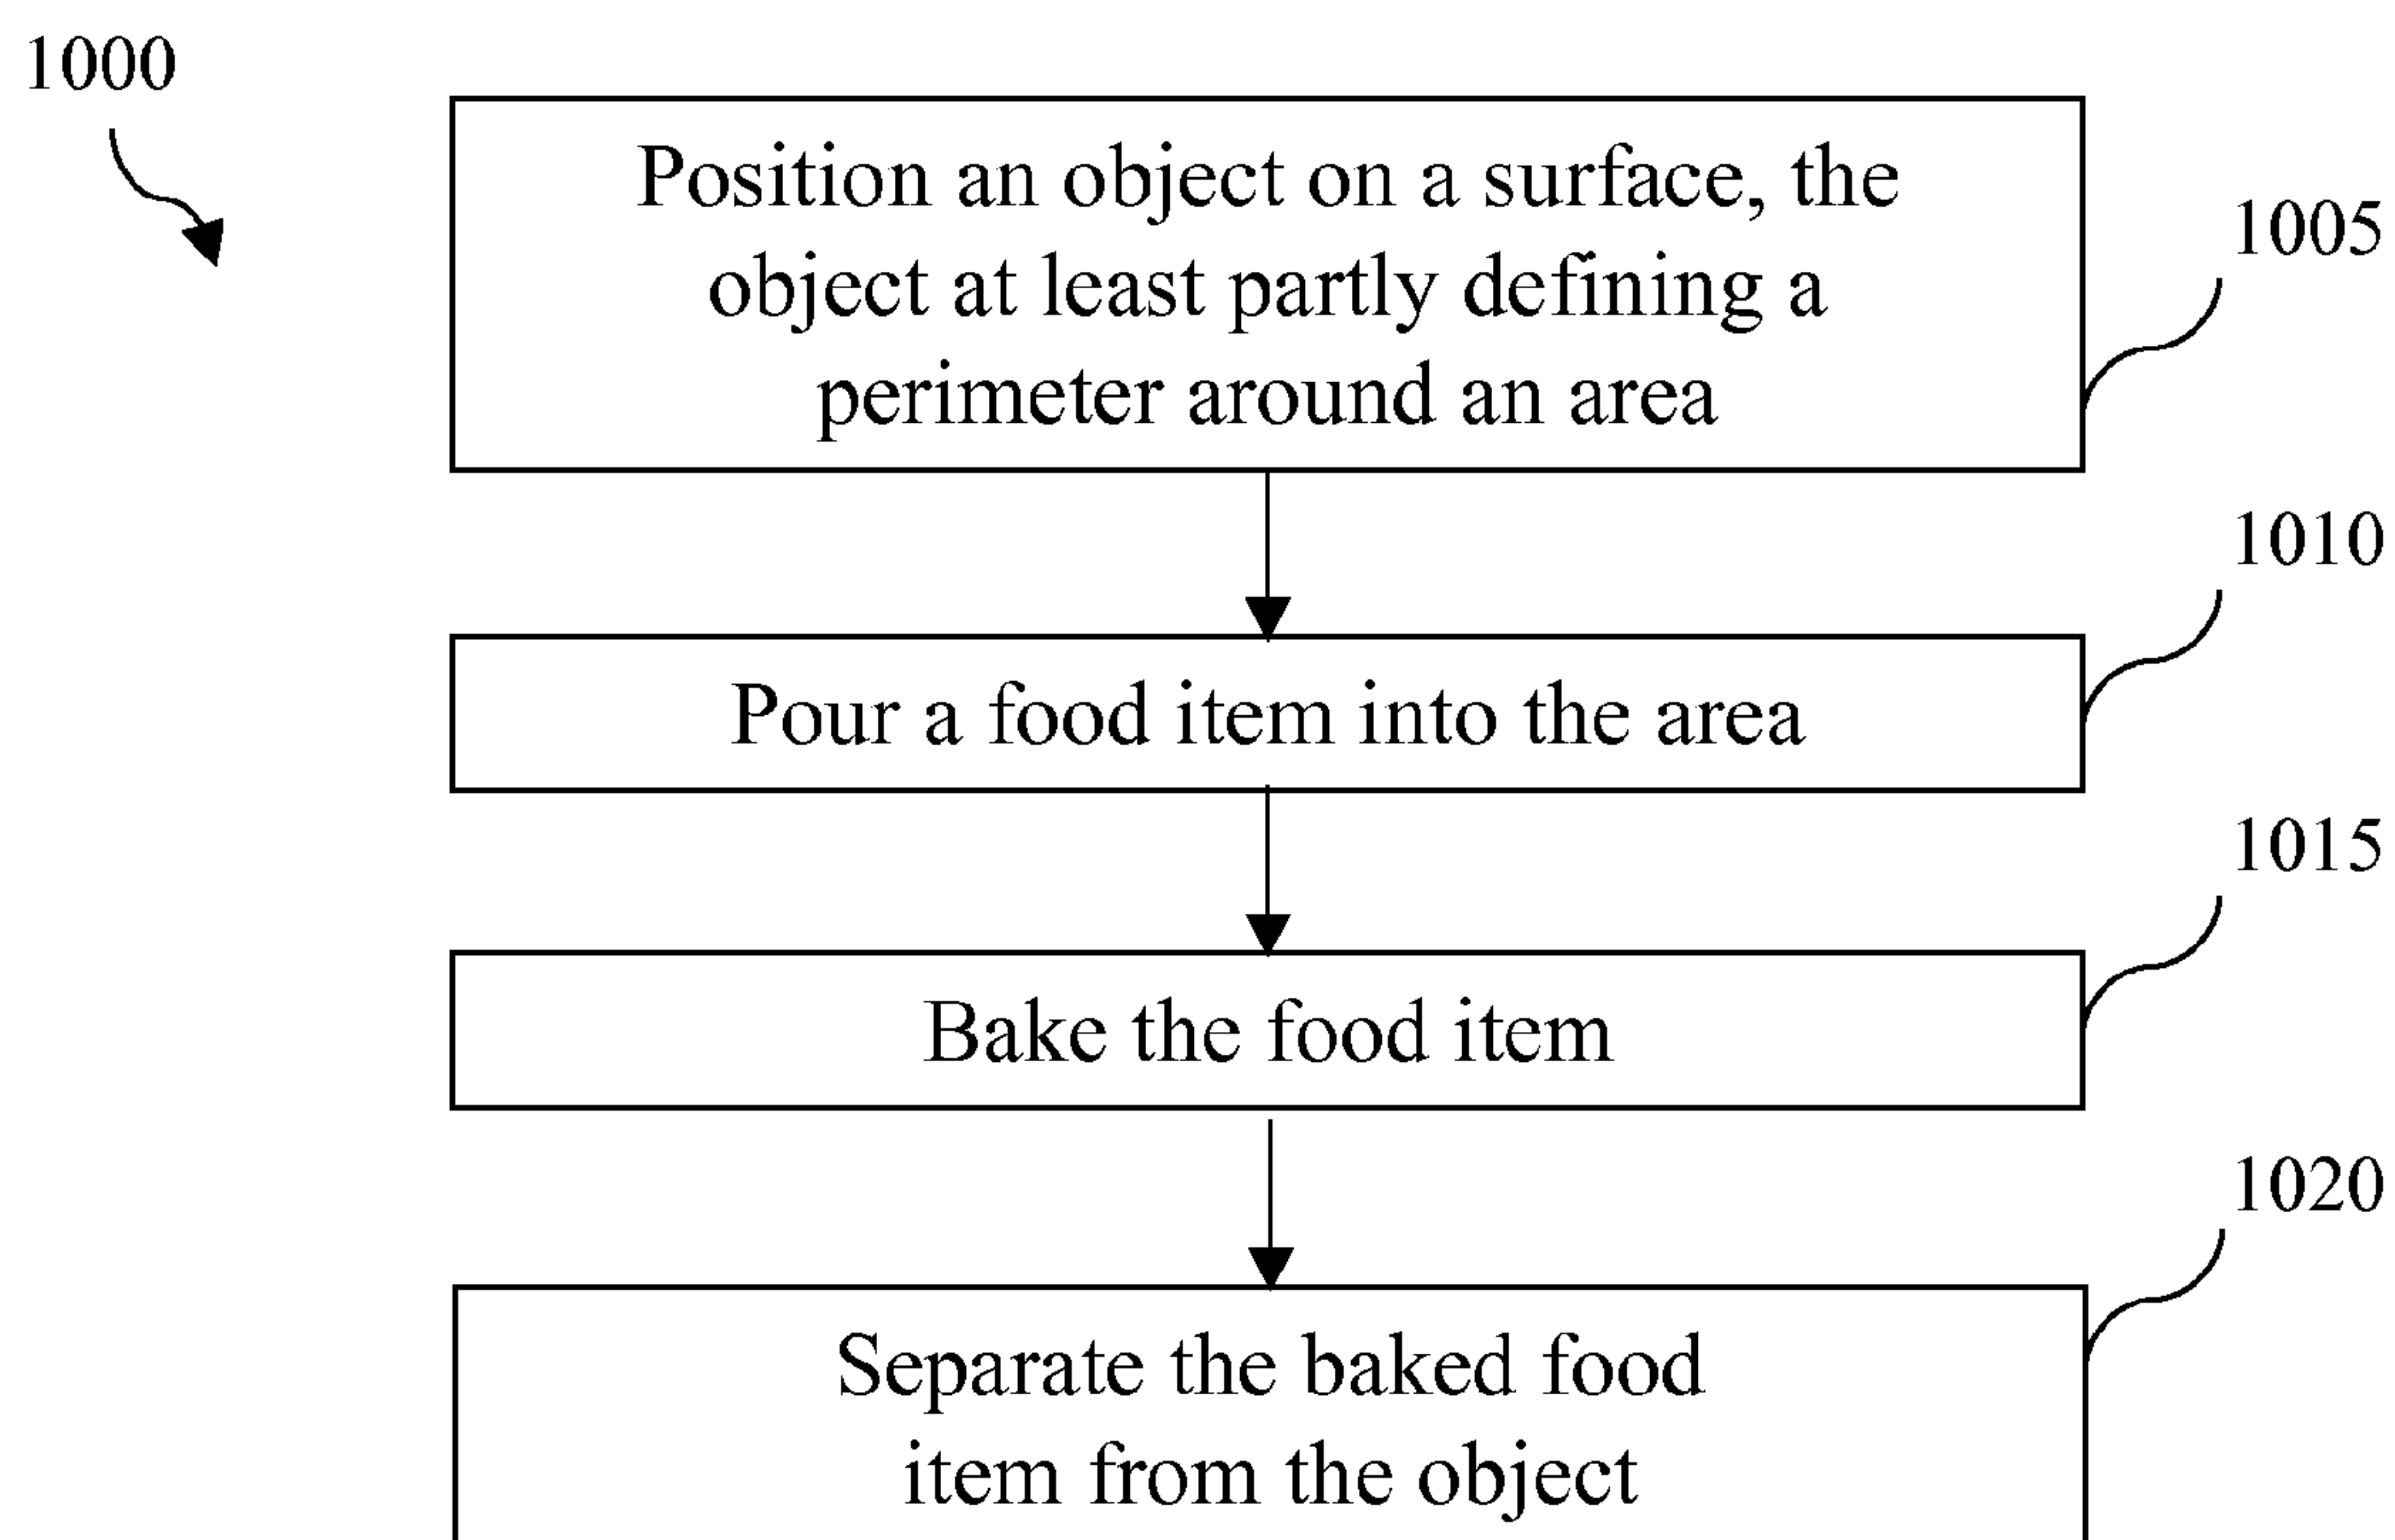 1000
Position an object on a surface, the
object at least partly defining a
perimeter around an area
1005
1010
Pour a food item into the area
1015
Bake the food item
1020
Separate the baked food
item from the object